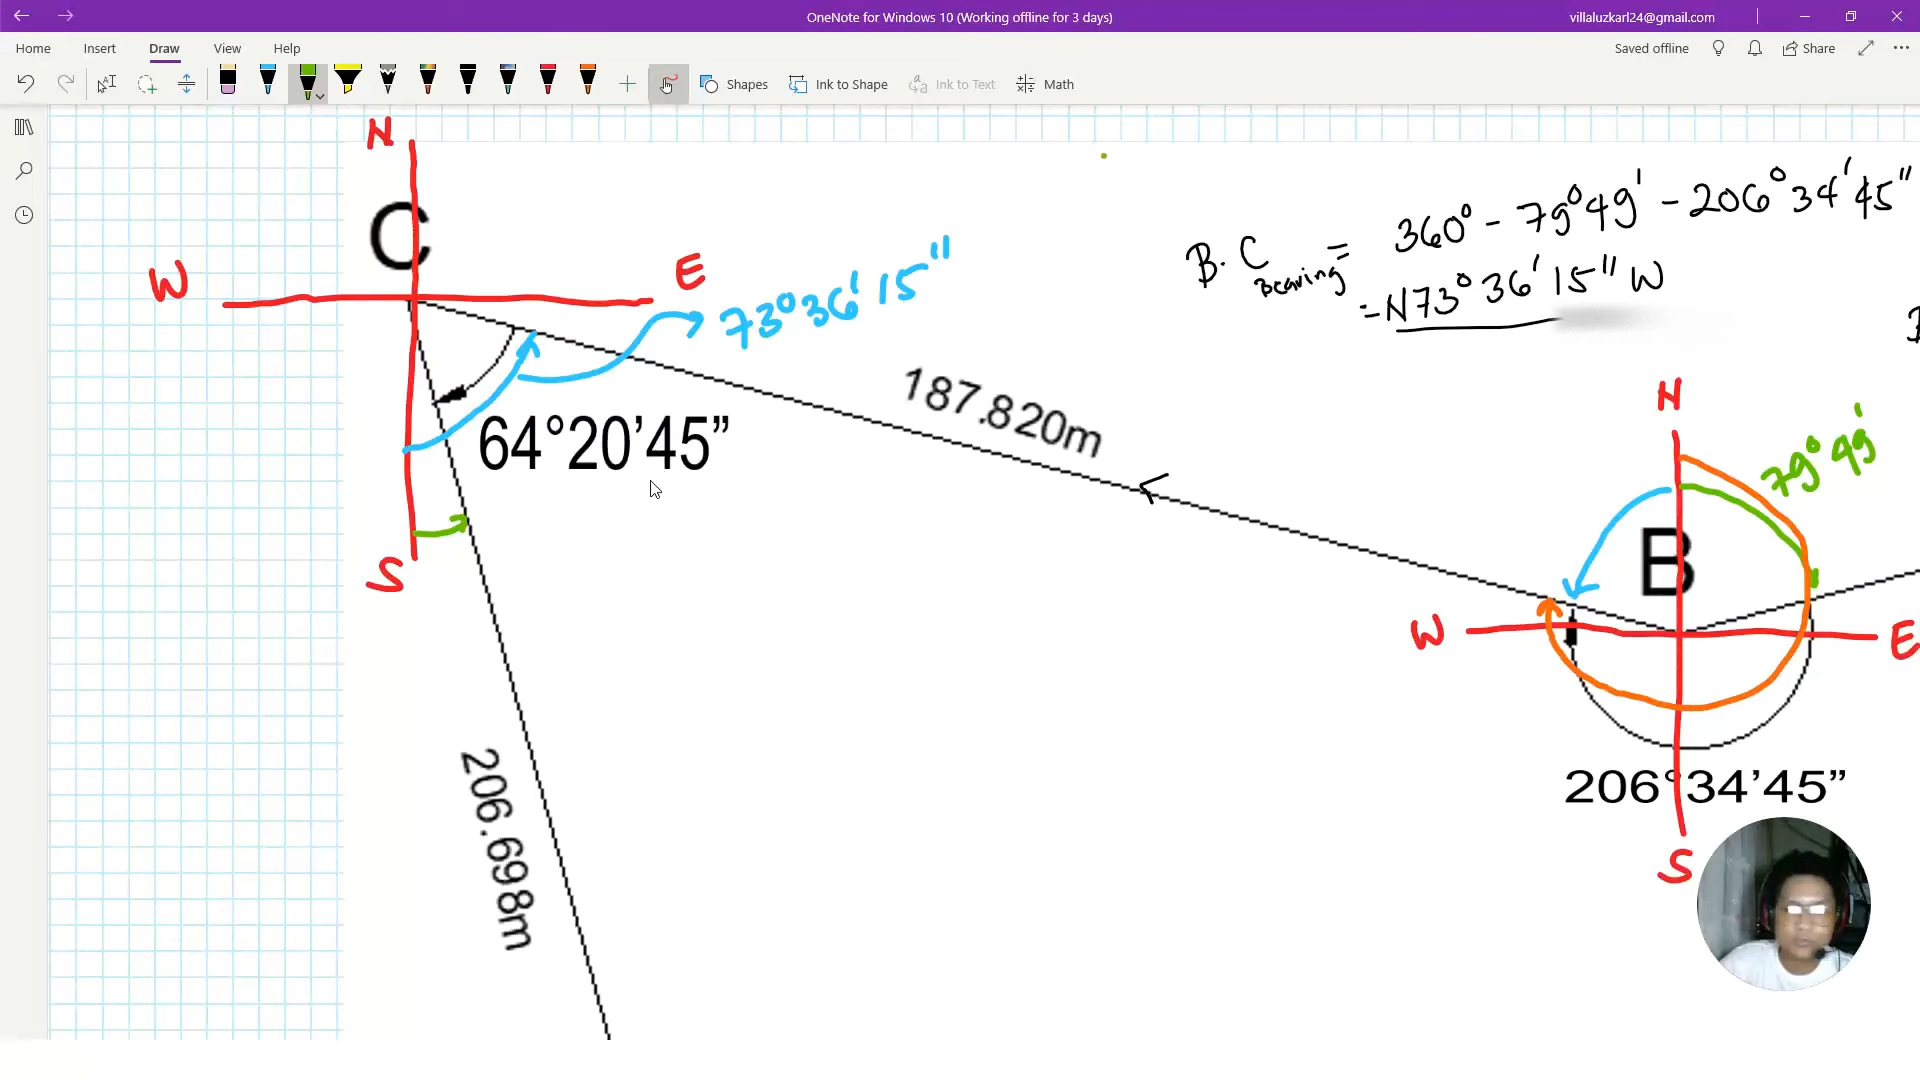 OneNote for Windows 10 (Working offline for 3 days)
villaluzkarl24@gmail.com
Home Insert Draw View Help
Saved offline Share
Shapes Ink to Shape Ink to Text Math
N
C
W
E
73°36'15"
B.C Bearing = 360° - 79°49' - 206°34'45"
= N73°36'15" W
187.820m
64°20’45”
S
N
79°49'
B
W
E
206°34’45”
S
206.698m